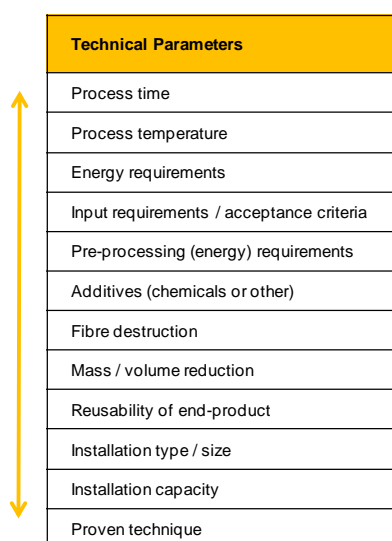 Technical Parameters
Process time
Process temperature
Energy requirements
Input requirements / acceptance criteria
Pre-processing (energy) requirements
Additives (chemicals or other)
Fibre destruction
Mass / volume reduction
Reusability of end-product
Installation type / size
Installation capacity
Proven technique